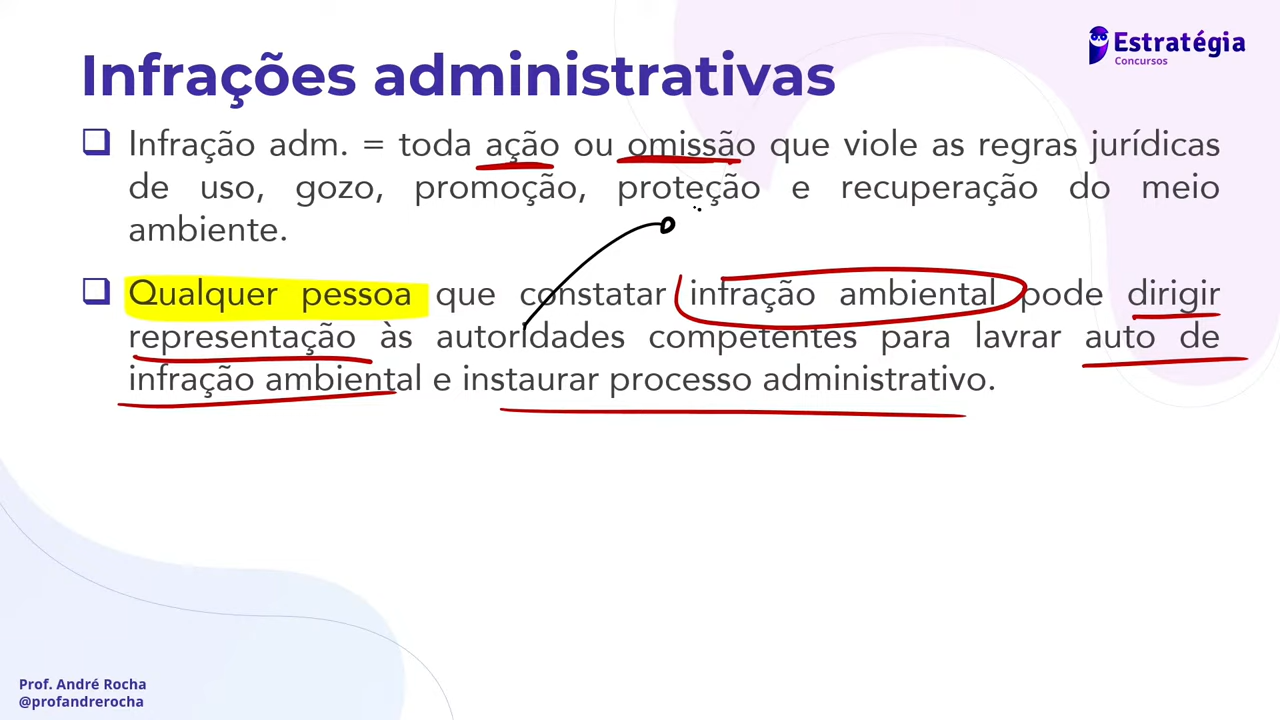 Estratégia
Concursos
Infrações administrativas
Infração adm. = toda ação ou omissão que viole as regras jurídicas
de uso, gozo, promoção, proteção e recuperação do meio
ambiente.
Qualquer pessoa que constatar infração ambiental pode dirigir
representação às autoridades competentes para lavrar auto de
infração ambiental e instaurar processo administrativo.
Prof. André Rocha
@profandrerocha